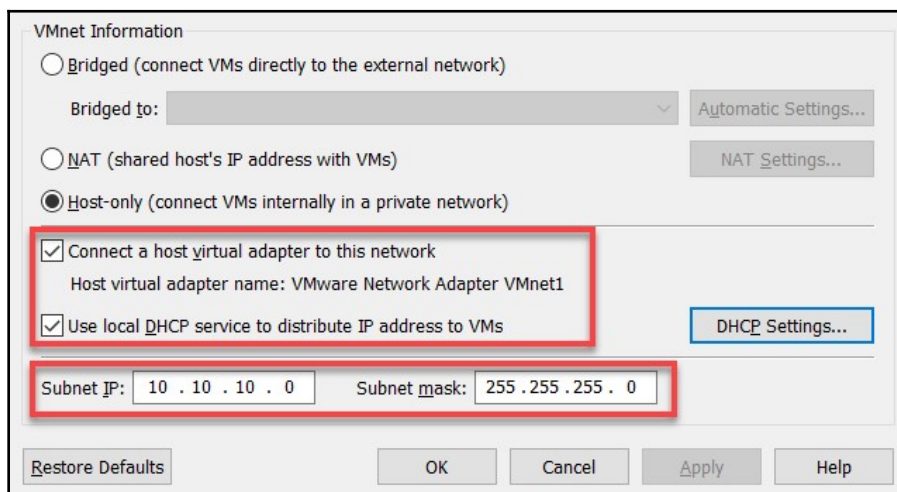 VMnet Information
Bridged (connect VMs directly to the external network)
Bridged to: Automatic Settings...
NAT (shared host's IP address with VMs) NAT Settings...
Host-only (connect VMs internally in a private network)
Connect a host virtual adapter to this network
Host virtual adapter name: VMware Network Adapter VMnet1
Use local DHCP service to distribute IP address to VMs DHCP Settings...
Subnet IP: 10 . 10 . 10 . 0 Subnet mask: 255 . 255 . 255 . 0
Restore Defaults OK Cancel Apply Help